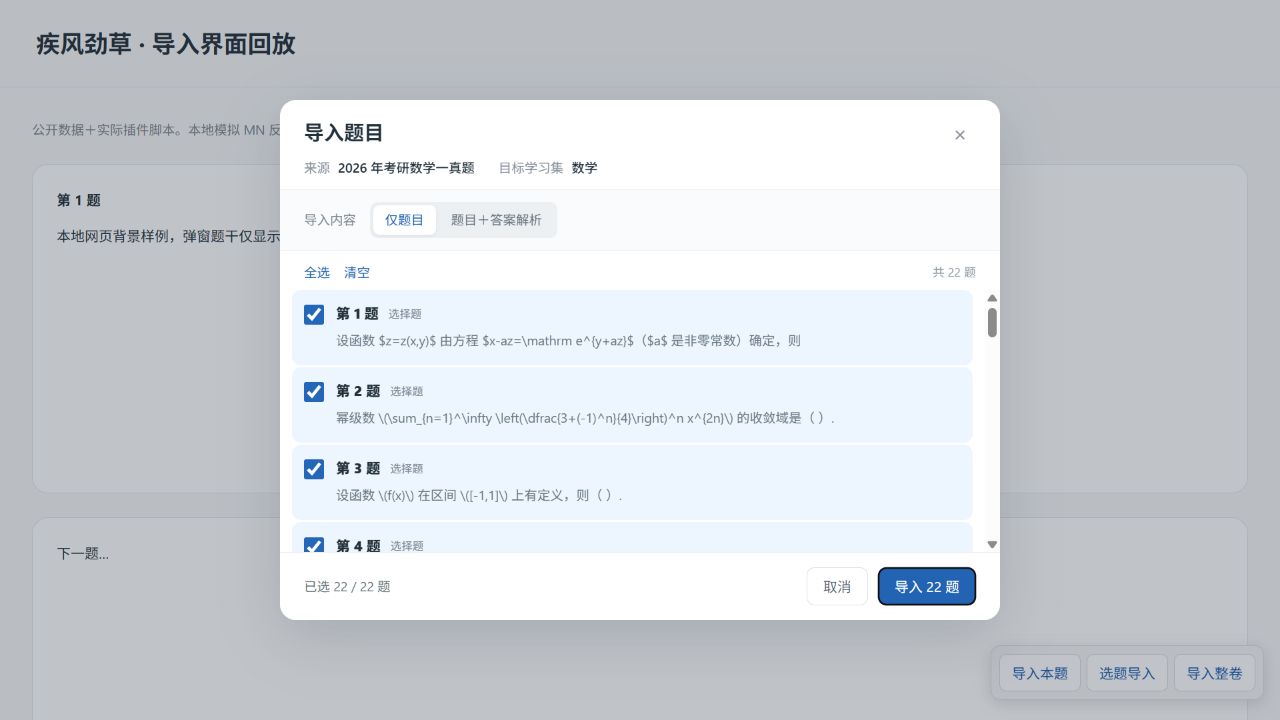 疾风劲草 · 导入界面回放
公开数据＋实际插件脚本。本地模拟 MN 反
第 1 题
本地网页背景样例，弹窗题干仅显示
下一题...
导入题目
×
来源 2026 年考研数学一真题 目标学习集 数学
导入内容 仅题目 题目＋答案解析
全选 清空 共 22 题
第 1 题 选择题
设函数 $z=z(x,y)$ 由方程 $x-az=\mathrm e^{y+az}$（$a$ 是非零常数）确定，则
第 2 题 选择题
幂级数 \(\sum_{n=1}^\infty \left(\dfrac{3+(-1)^n}{4}\right)^n x^{2n}\) 的收敛域是（ ）.
第 3 题 选择题
设函数 \(f(x)\) 在区间 \([-1,1]\) 上有定义，则（ ）.
第 4 题 选择题
已选 22 / 22 题 取消 导入 22 题
导入本题 选题导入 导入整卷